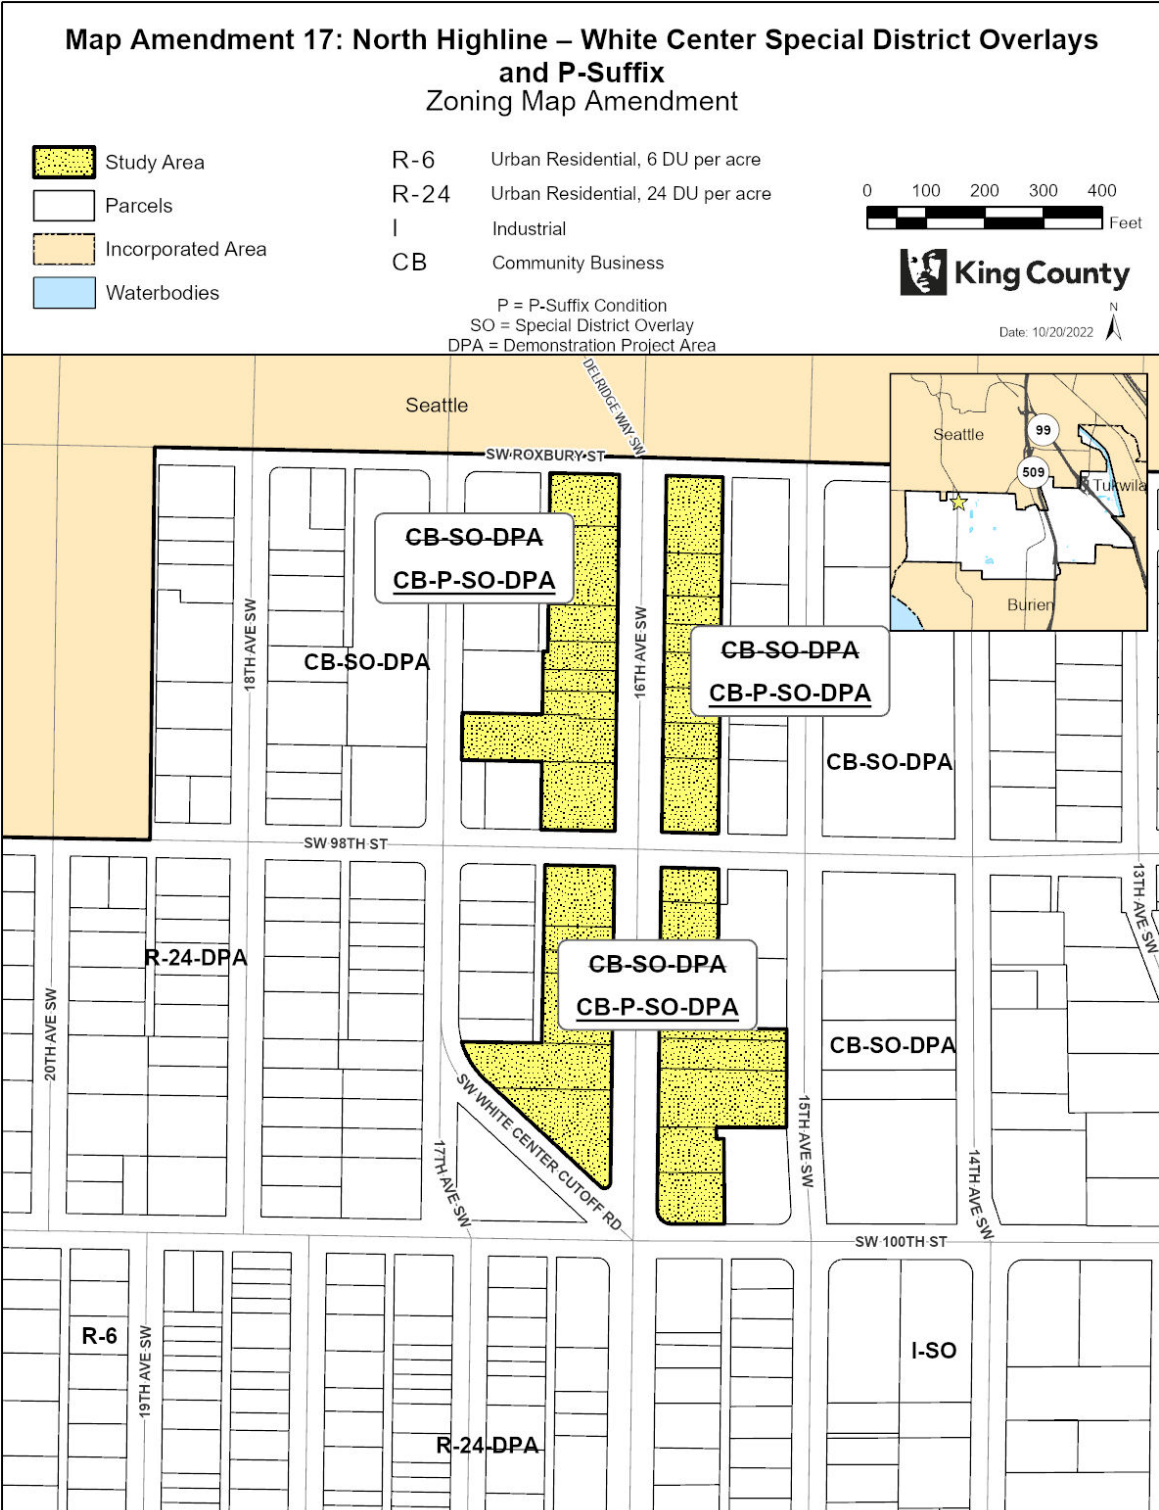 Map Amendment 17: North Highline – White Center Special District Overlays
and P-Suffix
Zoning Map Amendment
Study Area
Parcels
Incorporated Area
Waterbodies
R-6 Urban Residential, 6 DU per acre
R-24 Urban Residential, 24 DU per acre
I Industrial
CB Community Business
P = P-Suffix Condition
SO = Special District Overlay
DPA = Demonstration Project Area
0 100 200 300 400
Feet
King County
N
Date: 10/20/2022
Seattle
DELRIDGE WAY SW
SW ROXBURY ST
Seattle
99
509
Tukwila
Burien
CB-SO-DPA
CB-P-SO-DPA
18TH AVE SW
16TH AVE SW
CB-SO-DPA
CB-SO-DPA
CB-P-SO-DPA
CB-SO-DPA
SW 98TH ST
13TH AVE SW
R-24-DPA
CB-SO-DPA
CB-P-SO-DPA
20TH AVE SW
CB-SO-DPA
SW WHITE CENTER CUTOFF RD
15TH AVE SW
17TH AVE SW
14TH AVE SW
SW 100TH ST
R-6
19TH AVE SW
I-SO
R-24-DPA